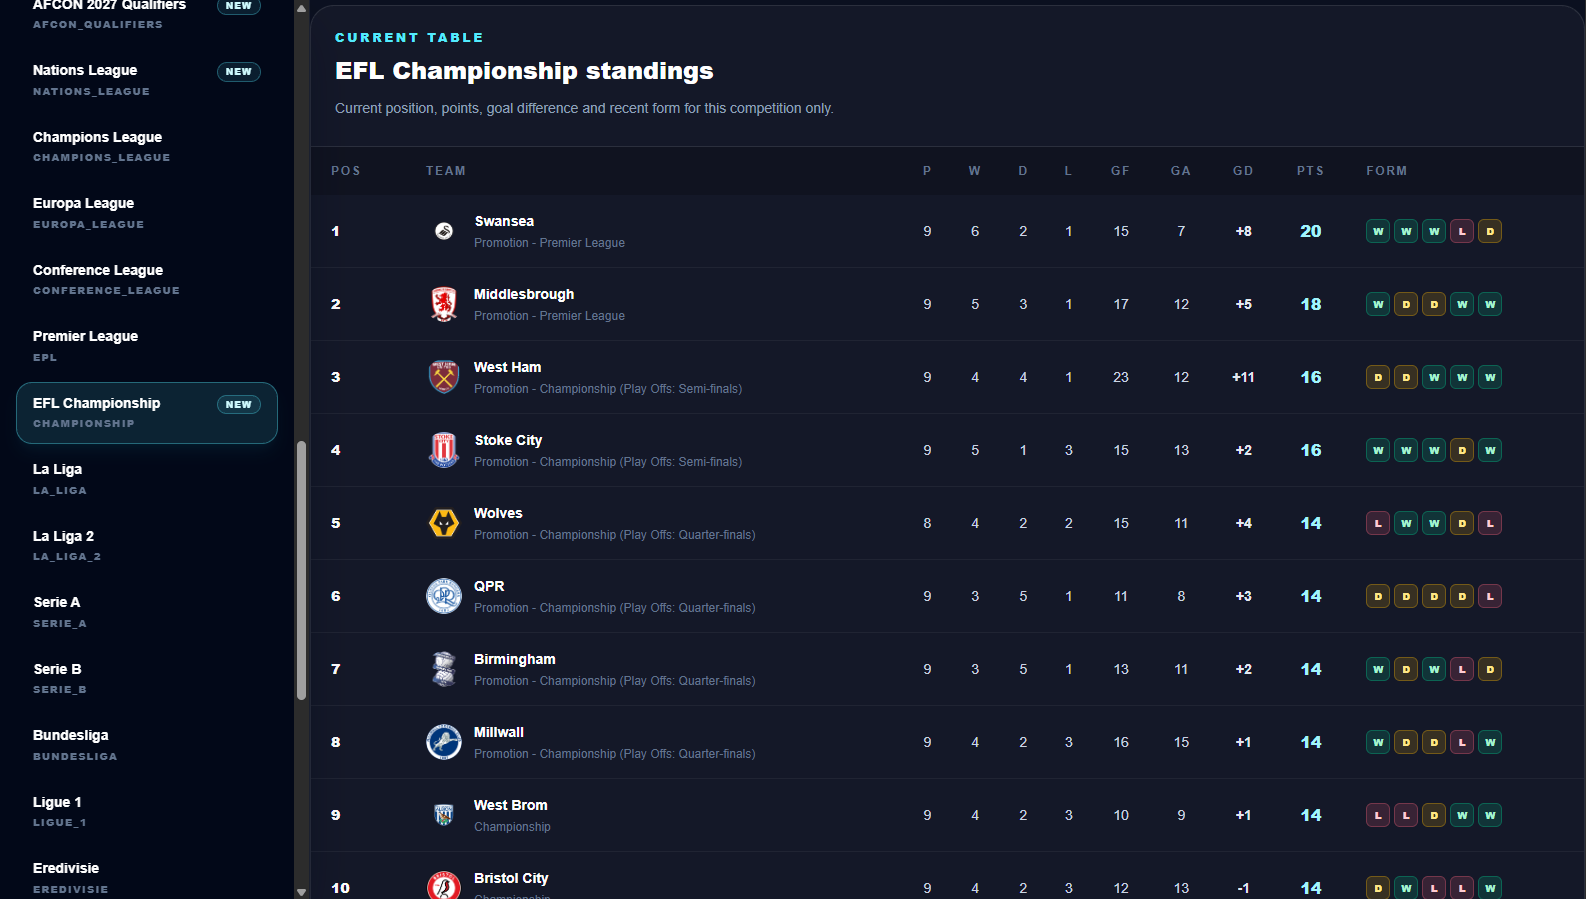 AFCON 2027 Qualifiers NEW
AFCON_QUALIFIERS
Nations League NEW
NATIONS_LEAGUE
Champions League
CHAMPIONS_LEAGUE
Europa League
EUROPA_LEAGUE
Conference League
CONFERENCE_LEAGUE
Premier League
EPL
EFL Championship NEW
CHAMPIONSHIP
La Liga
LA_LIGA
La Liga 2
LA_LIGA_2
Serie A
SERIE_A
Serie B
SERIE_B
Bundesliga
BUNDESLIGA
Ligue 1
LIGUE_1
Eredivisie
EREDIVISIE
CURRENT TABLE
EFL Championship standings
Current position, points, goal difference and recent form for this competition only.
POS TEAM P W D L GF GA GD PTS FORM
1 Swansea 9 6 2 1 15 7 +8 20 W W W L D
Promotion - Premier League
2 Middlesbrough 9 5 3 1 17 12 +5 18 W D D W W
Promotion - Premier League
3 West Ham 9 4 4 1 23 12 +11 16 D D W W W
Promotion - Championship (Play Offs: Semi-finals)
4 Stoke City 9 5 1 3 15 13 +2 16 W W W D W
Promotion - Championship (Play Offs: Semi-finals)
5 Wolves 8 4 2 2 15 11 +4 14 L W W D L
Promotion - Championship (Play Offs: Quarter-finals)
6 QPR 9 3 5 1 11 8 +3 14 D D D D L
Promotion - Championship (Play Offs: Quarter-finals)
7 Birmingham 9 3 5 1 13 11 +2 14 W D W L D
Promotion - Championship (Play Offs: Quarter-finals)
8 Millwall 9 4 2 3 16 15 +1 14 W D D L W
Promotion - Championship (Play Offs: Quarter-finals)
9 West Brom 9 4 2 3 10 9 +1 14 L L D W W
Championship
10 Bristol City 9 4 2 3 12 13 -1 14 D W L L W
Championship